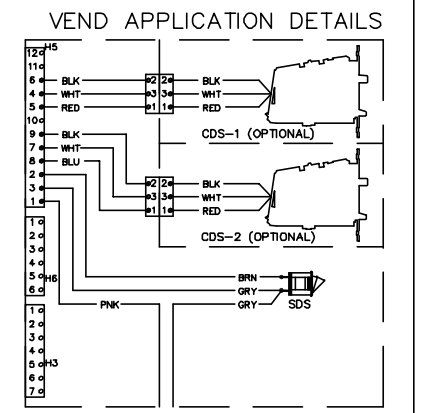 VEND APPLICATION DETAILS
H5
12
11
6 BLK 2 2 BLK
4 WHT 3 3 WHT
5 RED 1 1 RED
10
CDS-1 (OPTIONAL)
9 BLK
7 WHT
8 BLU
2
3 2 2 BLK
1 3 3 WHT
1 1 RED
1
2 CDS-2 (OPTIONAL)
3
4
5 H6 BRN
6 GRY
PNK GRY SDS
1
2
3
4
5 H3
6
7